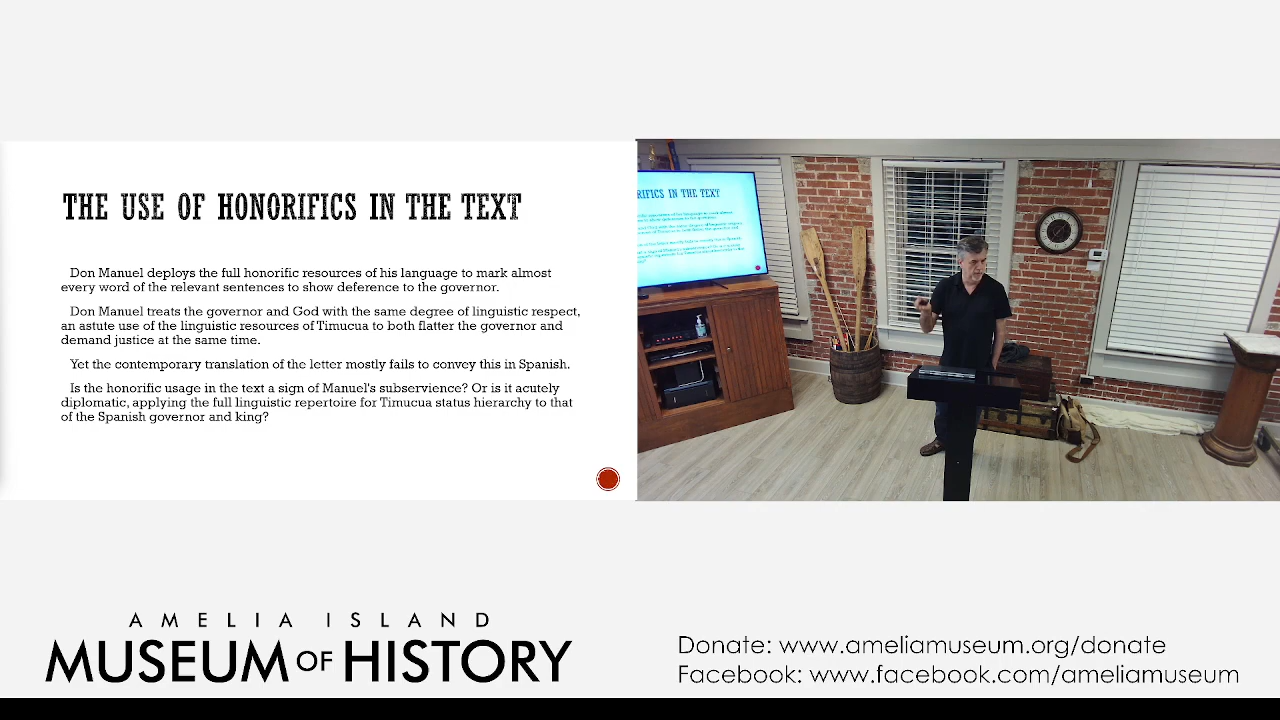 THE USE OF HONORIFICS IN THE TEXT
Don Manuel deploys the full honorific resources of his language to mark almost
every word of the relevant sentences to show deference to the governor.
Don Manuel treats the governor and God with the same degree of linguistic respect,
an astute use of the linguistic resources of Timucua to both flatter the governor and
demand justice at the same time.
Yet the contemporary translation of the letter mostly fails to convey this in Spanish.
Is the honorific usage in the text a sign of Manuel's subservience? Or is it acutely
diplomatic, applying the full linguistic repertoire for Timucua status hierarchy to that
of the Spanish governor and king?
RIFICS IN THE TEXT
AMELIA ISLAND
MUSEUM OF HISTORY
Donate: www.ameliamuseum.org/donate
Facebook: www.facebook.com/ameliamuseum